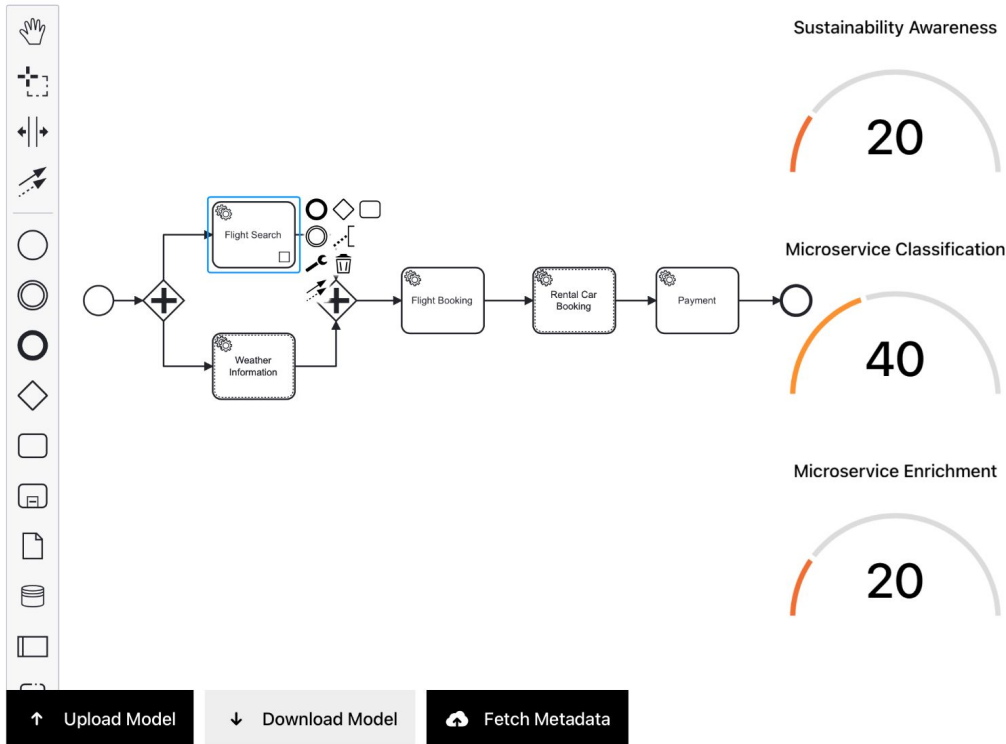 Sustainability Awareness
20
Flight Search
Microservice Classification
Flight Booking
Rental Car
Booking
Payment
40
Weather
Information
Microservice Enrichment
20
Upload Model
Download Model
Fetch Metadata